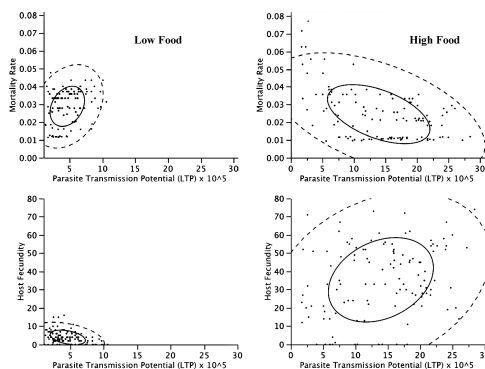 Low Food
High Food
Mortality Rate
0.08
0.07
0.06
0.05
0.04
0.03
0.02
0.01
0.00
5 10 15 20 25 30
Parasite Transmission Potential (LTP) x 10^5
Mortality Rate
0.08
0.07
0.06
0.05
0.04
0.03
0.02
0.01
0.00
0 5 10 15 20 25 30
Parasite Transmission Potential (LTP) x 10^5
Host Fecundity
80
70
60
50
40
30
20
10
0
5 10 15 20 25 30
Parasite Transmission Potential (LTP) x 10^5
Host Fecundity
80
70
60
50
40
30
20
10
0
0 5 10 15 20 25 30
Parasite Transmission Potential (LTP) x 10^5